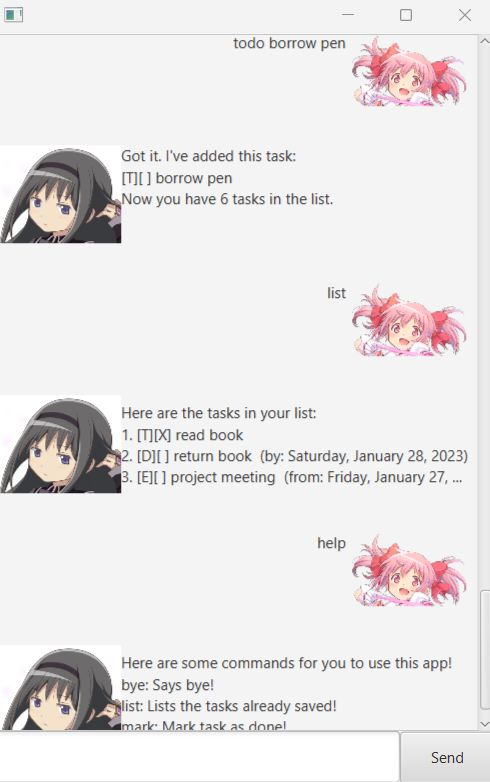 todo borrow pen
Got it. I've added this task:
[T][ ] borrow pen
Now you have 6 tasks in the list.
list
Here are the tasks in your list:
1. [T][X] read book
2. [D][ ] return book  (by: Saturday, January 28, 2023)
3. [E][ ] project meeting  (from: Friday, January 27, ...
help
Here are some commands for you to use this app!
bye: Says bye!
list: Lists the tasks already saved!
mark: Mark task as done!
Send